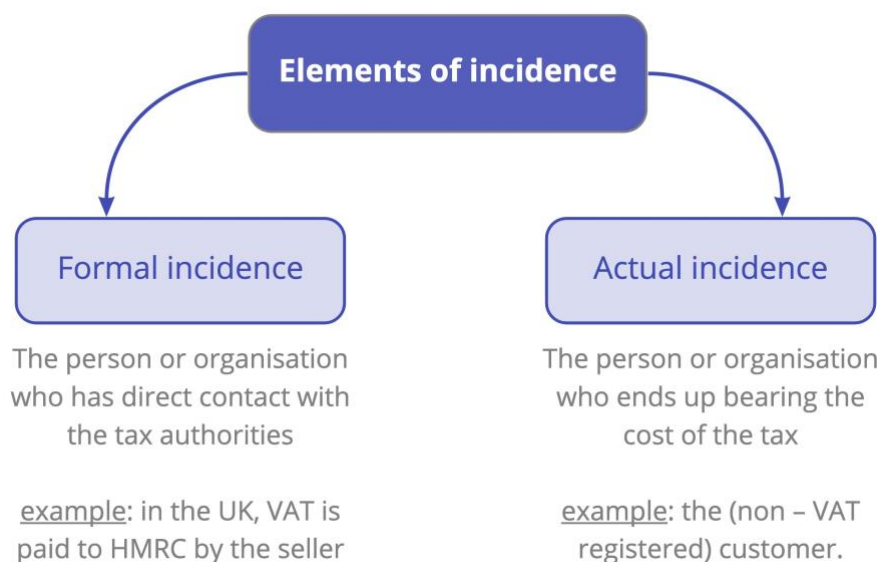 Elements of incidence
Formal incidence
The person or organisation
who has direct contact with
the tax authorities
example: in the UK, VAT is
paid to HMRC by the seller
Actual incidence
The person or organisation
who ends up bearing the
cost of the tax
example: the (non – VAT
registered) customer.